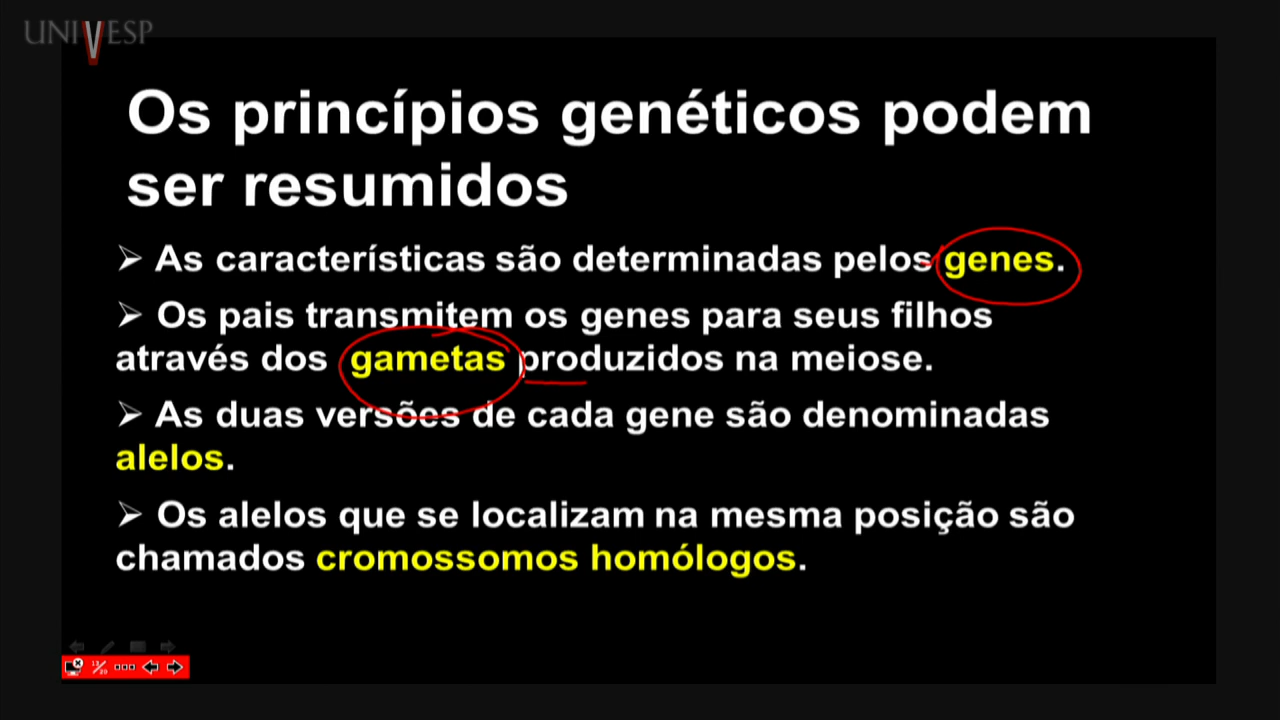 UNIVESP
Os princípios genéticos podem
ser resumidos
➢ As características são determinadas pelos genes.
➢ Os pais transmitem os genes para seus filhos
através dos gametas produzidos na meiose.
➢ As duas versões de cada gene são denominadas
alelos.
➢ Os alelos que se localizam na mesma posição são
chamados cromossomos homólogos.